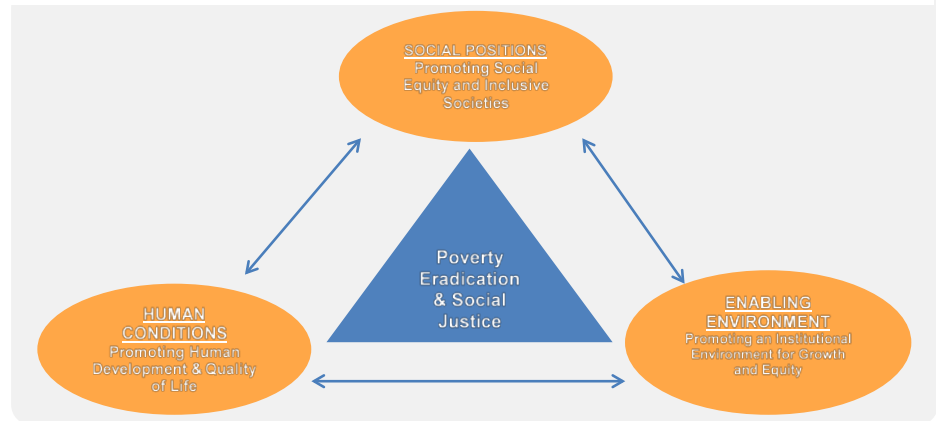 SOCIAL POSITIONS
Promoting Social
Equity and Inclusive
Societies
Poverty
Eradication
& Social
Justice
HUMAN
CONDITIONS
Promoting Human
Development & Quality
of Life
ENABLING
ENVIRONMENT
Promoting an Institutional
Environment for Growth
and Equity